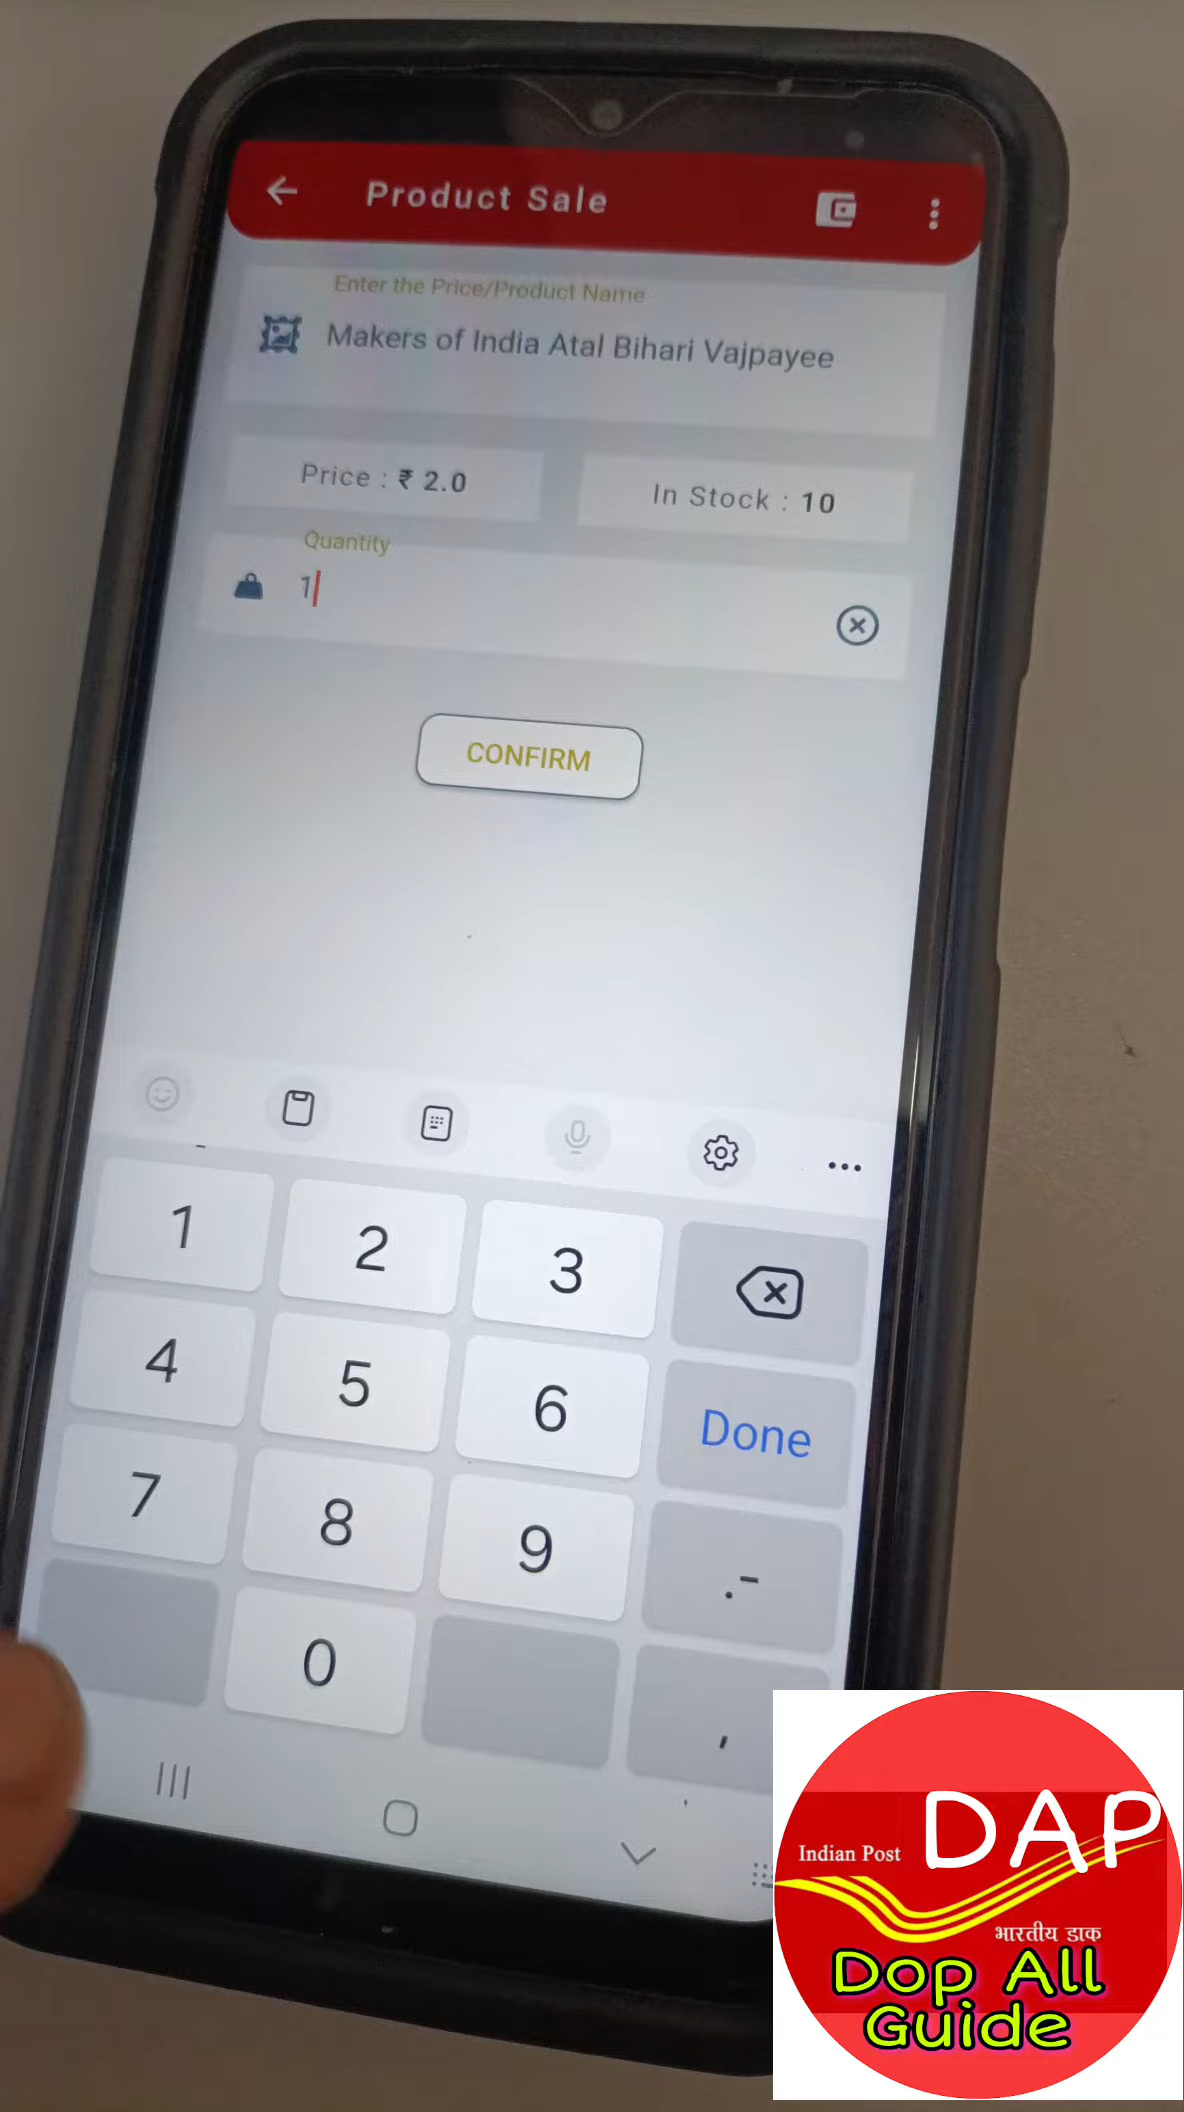 Product Sale
Enter the Price/Product Name
Makers of India Atal Bihari Vajpayee
Price : ₹ 2.0
In Stock : 10
Quantity
1
CONFIRM
1 2 3
4 5 6 Done
7 8 9 .-
0 ,
DAP
Indian Post
भारतीय डाक
Dop All
Guide